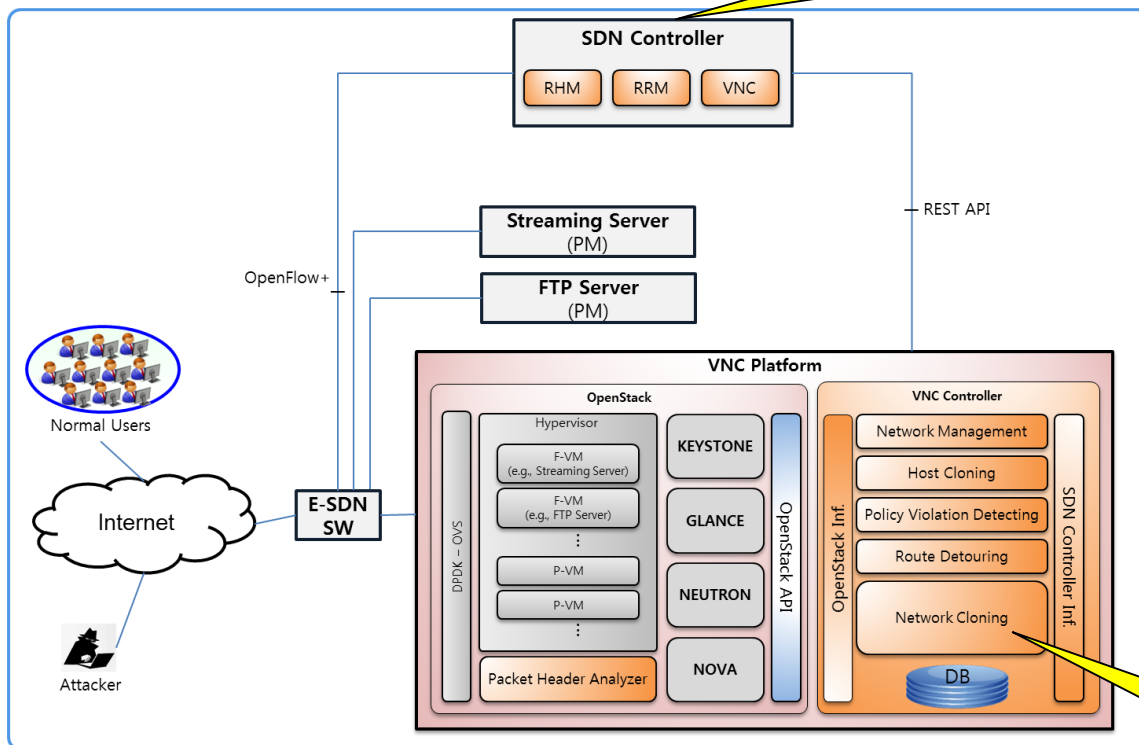 SDN Controller
RHM
RRM
VNC
REST API
Streaming Server
(PM)
OpenFlow+
FTP Server
(PM)
Normal Users
Internet
Attacker
E-SDN
SW
VNC Platform
OpenStack
DPDK – OVS
Hypervisor
F-VM
(e.g., Streaming Server)
F-VM
(e.g., FTP Server)
⋮
P-VM
P-VM
⋮
Packet Header Analyzer
KEYSTONE
GLANCE
NEUTRON
NOVA
OpenStack API
VNC Controller
OpenStack Inf.
Network Management
Host Cloning
Policy Violation Detecting
Route Detouring
Network Cloning
DB
SDN Controller Inf.